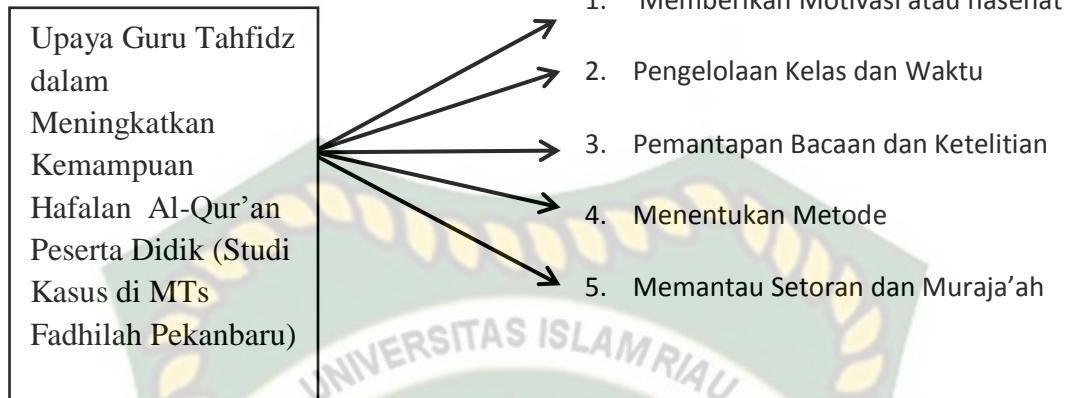 Upaya Guru Tahfidz
dalam
Meningkatkan
Kemampuan
Hafalan Al-Qur’an
Peserta Didik (Studi
Kasus di MTs
Fadhilah Pekanbaru)
1. Memberikan Motivasi atau nasehat
2. Pengelolaan Kelas dan Waktu
3. Pemantapan Bacaan dan Ketelitian
4. Menentukan Metode
5. Memantau Setoran dan Muraja’ah
UNIVERSITAS ISLAM RIAU